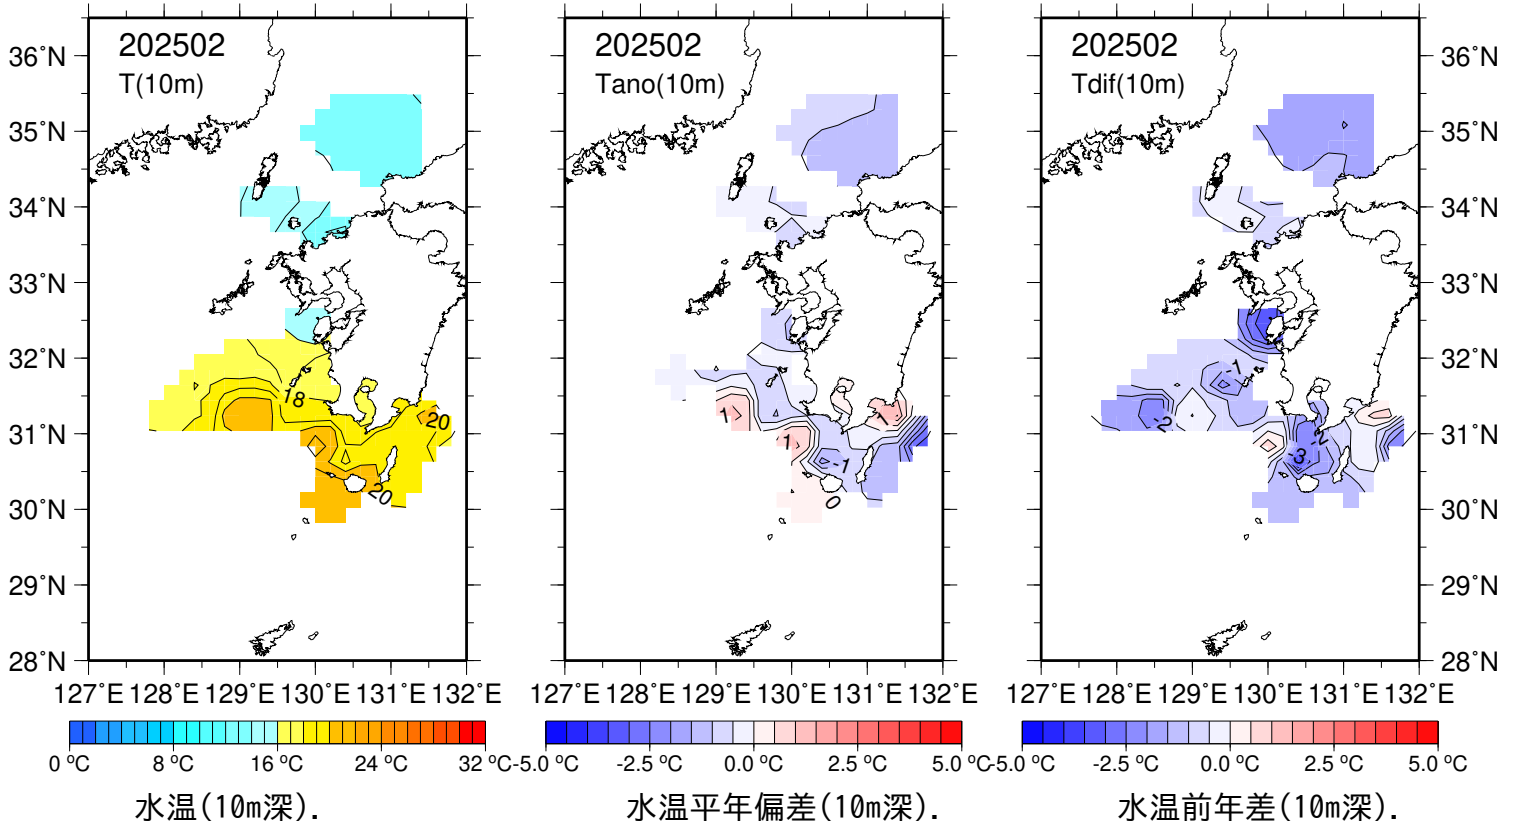 202502
T(10m)
36°N
35°N
34°N
33°N
32°N
31°N
30°N
29°N
28°N
18
20
20
127°E 128°E 129°E 130°E 131°E 132°E
0 °C 8 °C 16 °C 24 °C 32 °C
水温(10m深).
202502
Tano(10m)
1
1
1
-1
0
127°E 128°E 129°E 130°E 131°E 132°E
-5.0 °C -2.5 °C 0.0 °C 2.5 °C 5.0 °C
水温平年偏差(10m深).
202502
Tdif(10m)
36°N
35°N
34°N
33°N
32°N
31°N
30°N
29°N
28°N
-1
-2
-2
-3
127°E 128°E 129°E 130°E 131°E 132°E
-5.0 °C -2.5 °C 0.0 °C 2.5 °C 5.0 °C
水温前年差(10m深).